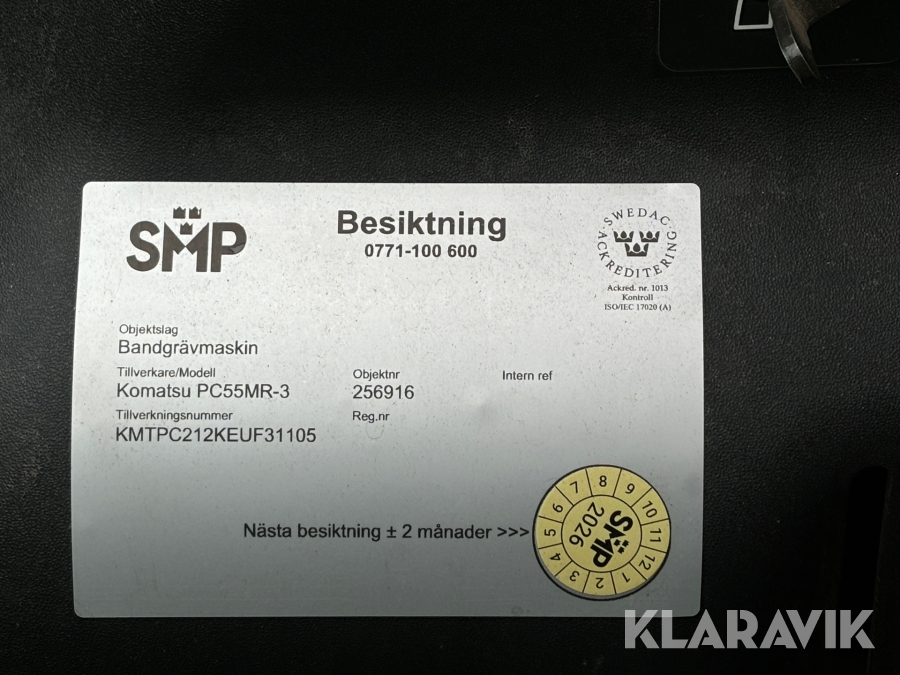 SMP
Besiktning
0771-100 600
SWEDAC
ACKREDITERING
Ackred. nr. 1013
Kontroll
ISO/IEC 17020 (A)
Objektslag
Bandgrävmaskin
Tillverkare/Modell
Komatsu PC55MR-3
Objektnr
256916
Intern ref
Tillverkningsnummer
KMTPC212KEUF31105
Reg.nr
Nästa besiktning ± 2 månader >>>
1 2 3 4 5 6 7 8 9 10 11 12
SMP
2026
KLARAVIK